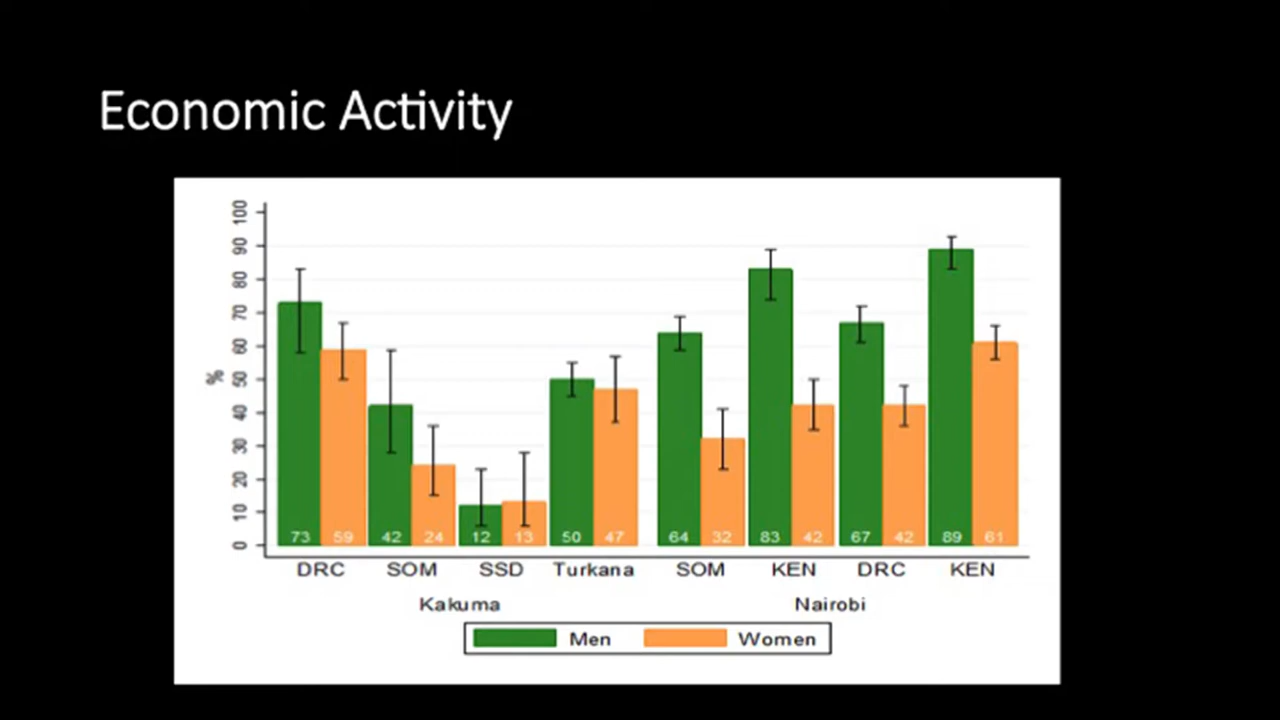 Economic Activity
100
90
80
70
60
50
40
30
20
10
0
%
73 59 42 24 12 13 50 47 64 32 83 42 67 42 89 61
DRC SOM SSD Turkana SOM KEN DRC KEN
Kakuma Nairobi
Men Women